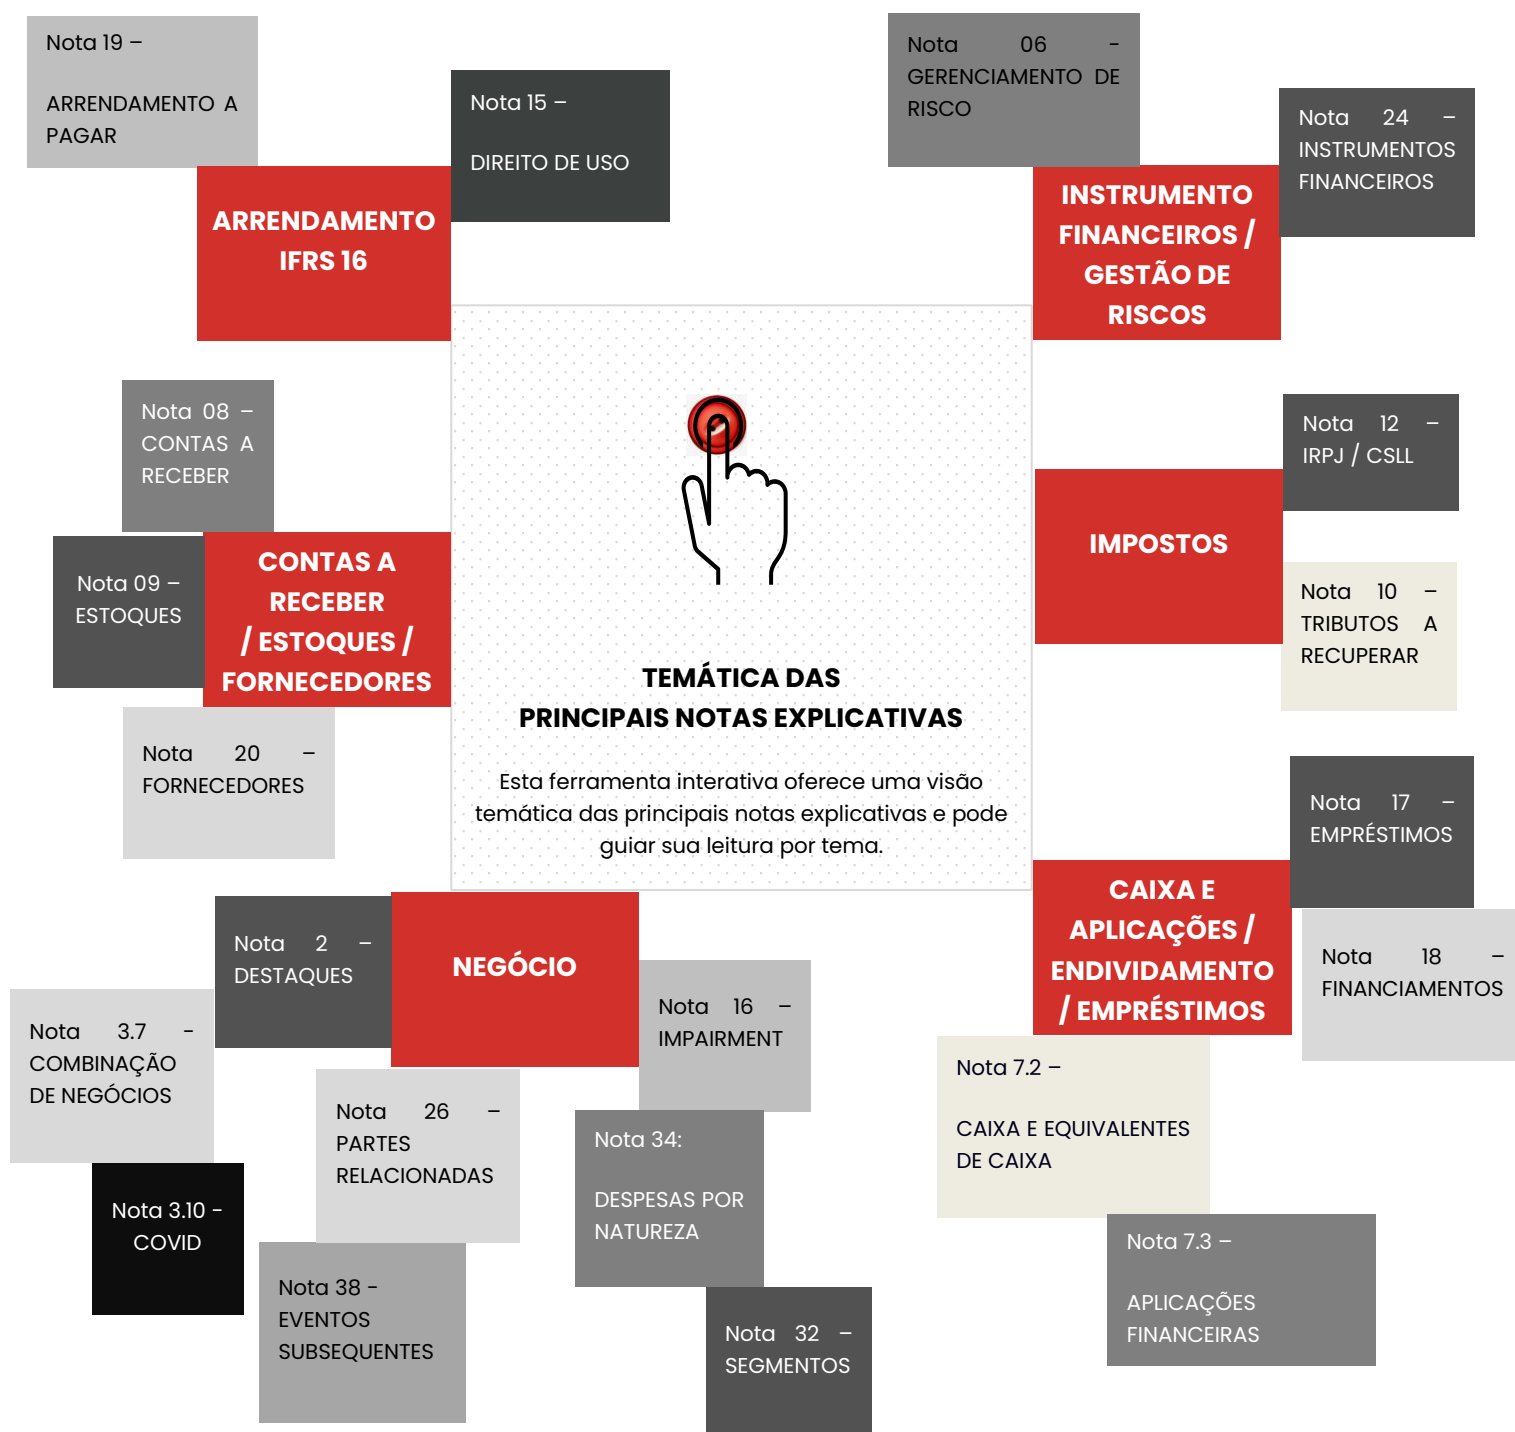 Nota 19 –
ARRENDAMENTO A
PAGAR
Nota 15 –
DIREITO DE USO
ARRENDAMENTO
IFRS 16
Nota 06 -
GERENCIAMENTO DE
RISCO
Nota 24 –
INSTRUMENTOS
FINANCEIROS
INSTRUMENTO
FINANCEIROS /
GESTÃO DE
RISCOS
Nota 08 –
CONTAS A
RECEBER
Nota 09 –
ESTOQUES
CONTAS A
RECEBER
/ ESTOQUES /
FORNECEDORES
Nota 20 –
FORNECEDORES
Nota 12 –
IRPJ / CSLL
IMPOSTOS
Nota 10 –
TRIBUTOS A
RECUPERAR
TEMÁTICA DAS
PRINCIPAIS NOTAS EXPLICATIVAS
Esta ferramenta interativa oferece uma visão
temática das principais notas explicativas e pode
guiar sua leitura por tema.
Nota 17 –
EMPRÉSTIMOS
CAIXA E
APLICAÇÕES /
ENDIVIDAMENTO
/ EMPRÉSTIMOS
Nota 18 –
FINANCIAMENTOS
Nota 7.2 –
CAIXA E EQUIVALENTES
DE CAIXA
Nota 7.3 –
APLICAÇÕES
FINANCEIRAS
Nota 2 –
DESTAQUES
NEGÓCIO
Nota 16 –
IMPAIRMENT
Nota 3.7 -
COMBINAÇÃO
DE NEGÓCIOS
Nota 26 –
PARTES
RELACIONADAS
Nota 34:
DESPESAS POR
NATUREZA
Nota 3.10 -
COVID
Nota 38 -
EVENTOS
SUBSEQUENTES
Nota 32 –
SEGMENTOS